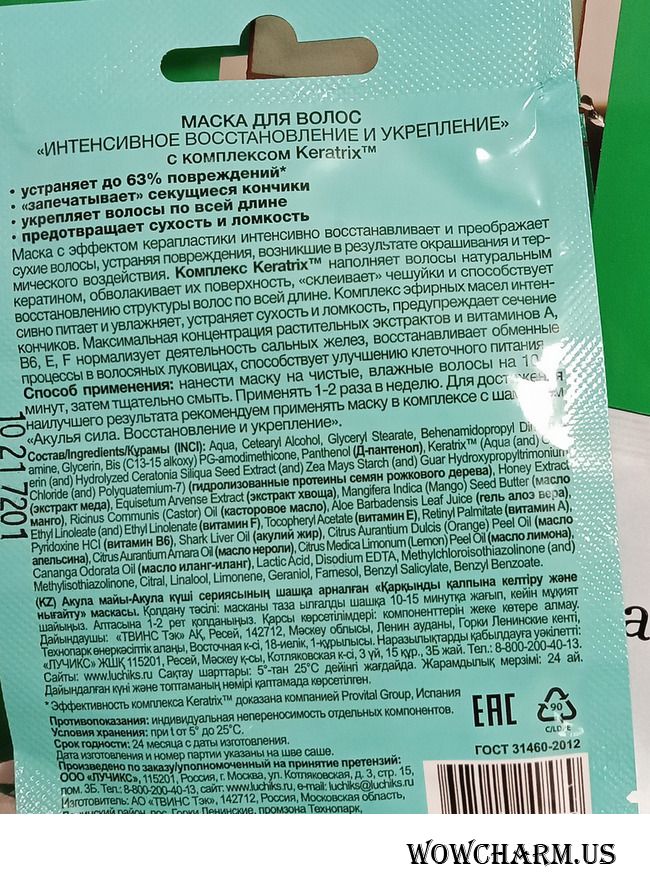 МАСКА ДЛЯ ВОЛОС
«ИНТЕНСИВНОЕ ВОССТАНОВЛЕНИЕ И УКРЕПЛЕНИЕ»
С КОМПЛЕКСОМ Keratrix™
• устраняет до 63% повреждений*
• «запечатывает» секущиеся кончики
• укрепляет волосы по всей длине
• предотвращает сухость и ломкость
Маска с эффектом керапластики интенсивно восстанавливает и преображает
сухие волосы, устраняя повреждения, возникшие в результате окрашивания и тер-
мического воздействия. Комплекс Keratrix™ наполняет волосы натуральным
кератином, обволакивает их поверхность, «склеивает» чешуйки и способствует
восстановлению структуры волос по всей длине. Комплекс эфирных масел интен-
сивно питает и увлажняет, устраняет сухость и ломкость, предупреждает сечение
кончиков. Максимальная концентрация растительных экстрактов и витаминов А,
В6, Е, F нормализует деятельность сальных желез, восстанавливает обменные
процессы в волосяных луковицах, способствует улучшению клеточного питания
Способ применения: нанести маску на чистые, влажные волосы на
минут, затем тщательно смыть. Применять 1-2 раза в неделю. Для
наилучшего результата рекомендуем применять маску в комплексе с
«Акулья сила. Восстановление и укрепление».
10 21 7201
Состав/Ingredients/Курамы (INCI): Aqua, Cetearyl Alcohol, Glyceryl Stearate, Behenamidopropyl
amine, Glycerin, Bis (C13-15 alkoxy) PG-amodimethicone, Panthenol (Д-пантенол), Keratrix™ (Aqua (and)
erin (and) Hydrolyzed Ceratonia Siliqua Seed Extract (and) Zea Mays Starch (and) Guar Hydroxypropyltrimonium
Chloride (and) Polyquaternium-7) (гидролизованные протеины семян рожкового дерева), Honey Extract
(экстракт меда), Equisetum Arvense Extract (экстракт хвоща), Mangifera Indica (Mango) Seed Butter (масло
манго), Ricinus Communis (Castor) Oil (касторовое масло), Aloe Barbadensis Leaf Juice (гель алоэ вера),
Ethyl Linoleate (and) Ethyl Linolenate (витамин F), Tocopheryl Acetate (витамин Е), Retinyl Palmitate (витамин А),
Pyridoxine HCl (витамин В6), Shark Liver Oil (акулий жир), Citrus Aurantium Dulcis (Orange) Peel Oil (масло
апельсина), Citrus Aurantium Amara Oil (масло нероли), Citrus Medica Limonum (Lemon) Peel Oil (масло лимона),
Cananga Odorata Oil (масло иланг-иланг), Lactic Acid, Disodium EDTA, Methylchloroisothiazolinone (and)
Methylisothiazolinone, Citral, Linalool, Limonene, Geraniol, Farnesol, Benzyl Salicylate, Benzyl Benzoate.
(KZ) Акула майы-Акула күші сериясының шашқа арналған «Қарқынды қалпына келтіру және
нығайту» маскасы. Қолдану тәсілі: масканы таза ылғалды шашқа 10-15 минутқа жағып, кейін мұқият
шайыңыз. Аптасына 1-2 рет қолданыңыз. Қарсы көрсетілімдері: компоненттерін жеке көтере алмау.
Дайындаушы: «ТВИНС Тэк» АҚ, Ресей, 142712, Мәскеу облысы, Ленин ауданы, Горки Ленинские кенті,
Технопарк өнеркәсіптік алаңы, Восточная к-сі, 18-иелік, 1-құрылысы. Наразылықтарды қабылдауға уәкілетті:
«ЛУЧИКС» ЖШҚ 115201, Ресей, Мәскеу қ-сы, Котляковская к-сі, 3 үй, 15 құр., 3Б жай. Тел.: 8-800-200-40-13.
Сайты: www.luchiks.ru. Сақтау шарттары: 5°-тан 25°С дейінгі жағдайда. Жарамдылық мерзімі: 24 ай.
Дайындалған күні және топтаманың нөмірі қаптамада көрсетілген.
*Эффективность комплекса Keratrix™ доказана компанией Provital Group, Испания
Противопоказания: индивидуальная непереносимость отдельных компонентов.
Условия хранения: при t от 5° до 25°С.
Срок годности: 24 месяца с даты изготовления.
Дата изготовления и номер партии указаны на шве саше.
Произведено по заказу/уполномоченный на принятие претензий:
ООО «ЛУЧИКС», 115201, Россия, г. Москва, ул. Котляковская, д. 3, стр. 15,
пом. 3Б. Тел.: 8-800-200-40-13, сайт: www.luchiks.ru, e-mail: luchiks@luchiks.ru
Изготовитель: АО «ТВИНС Тэк», 142712, Россия, Московская область,
Ленинский район, пос. Горки Ленинские, промзона Технопарк,
EAC
90
C/LDPE
ГОСТ 31460-2012
а
WOWCHARM.US